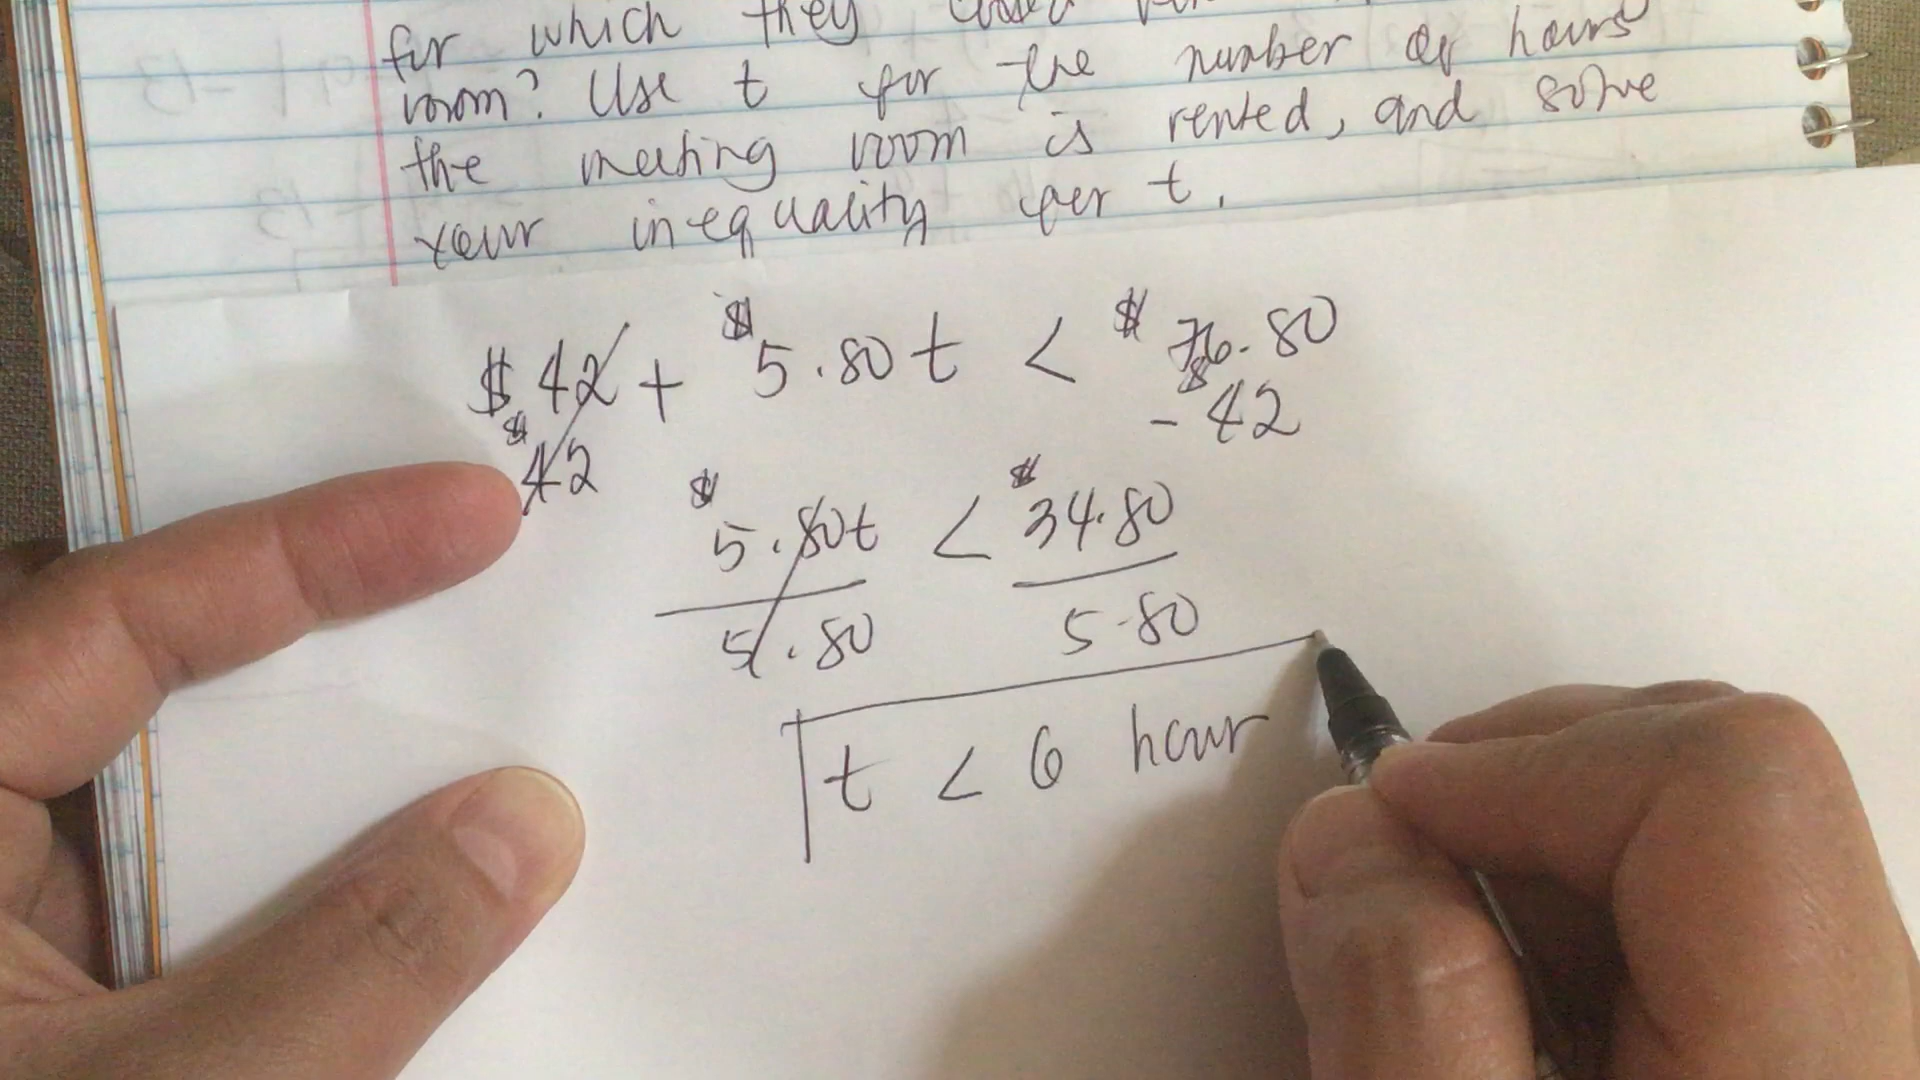 for which they could
room? Use t for the number of hours
the meeting room is rented, and solve
your inequality for t.
$42 + $5.80t < $76.80
$42 - $42
$5.80t < $34.80
5.80 5.80
t < 6 hour